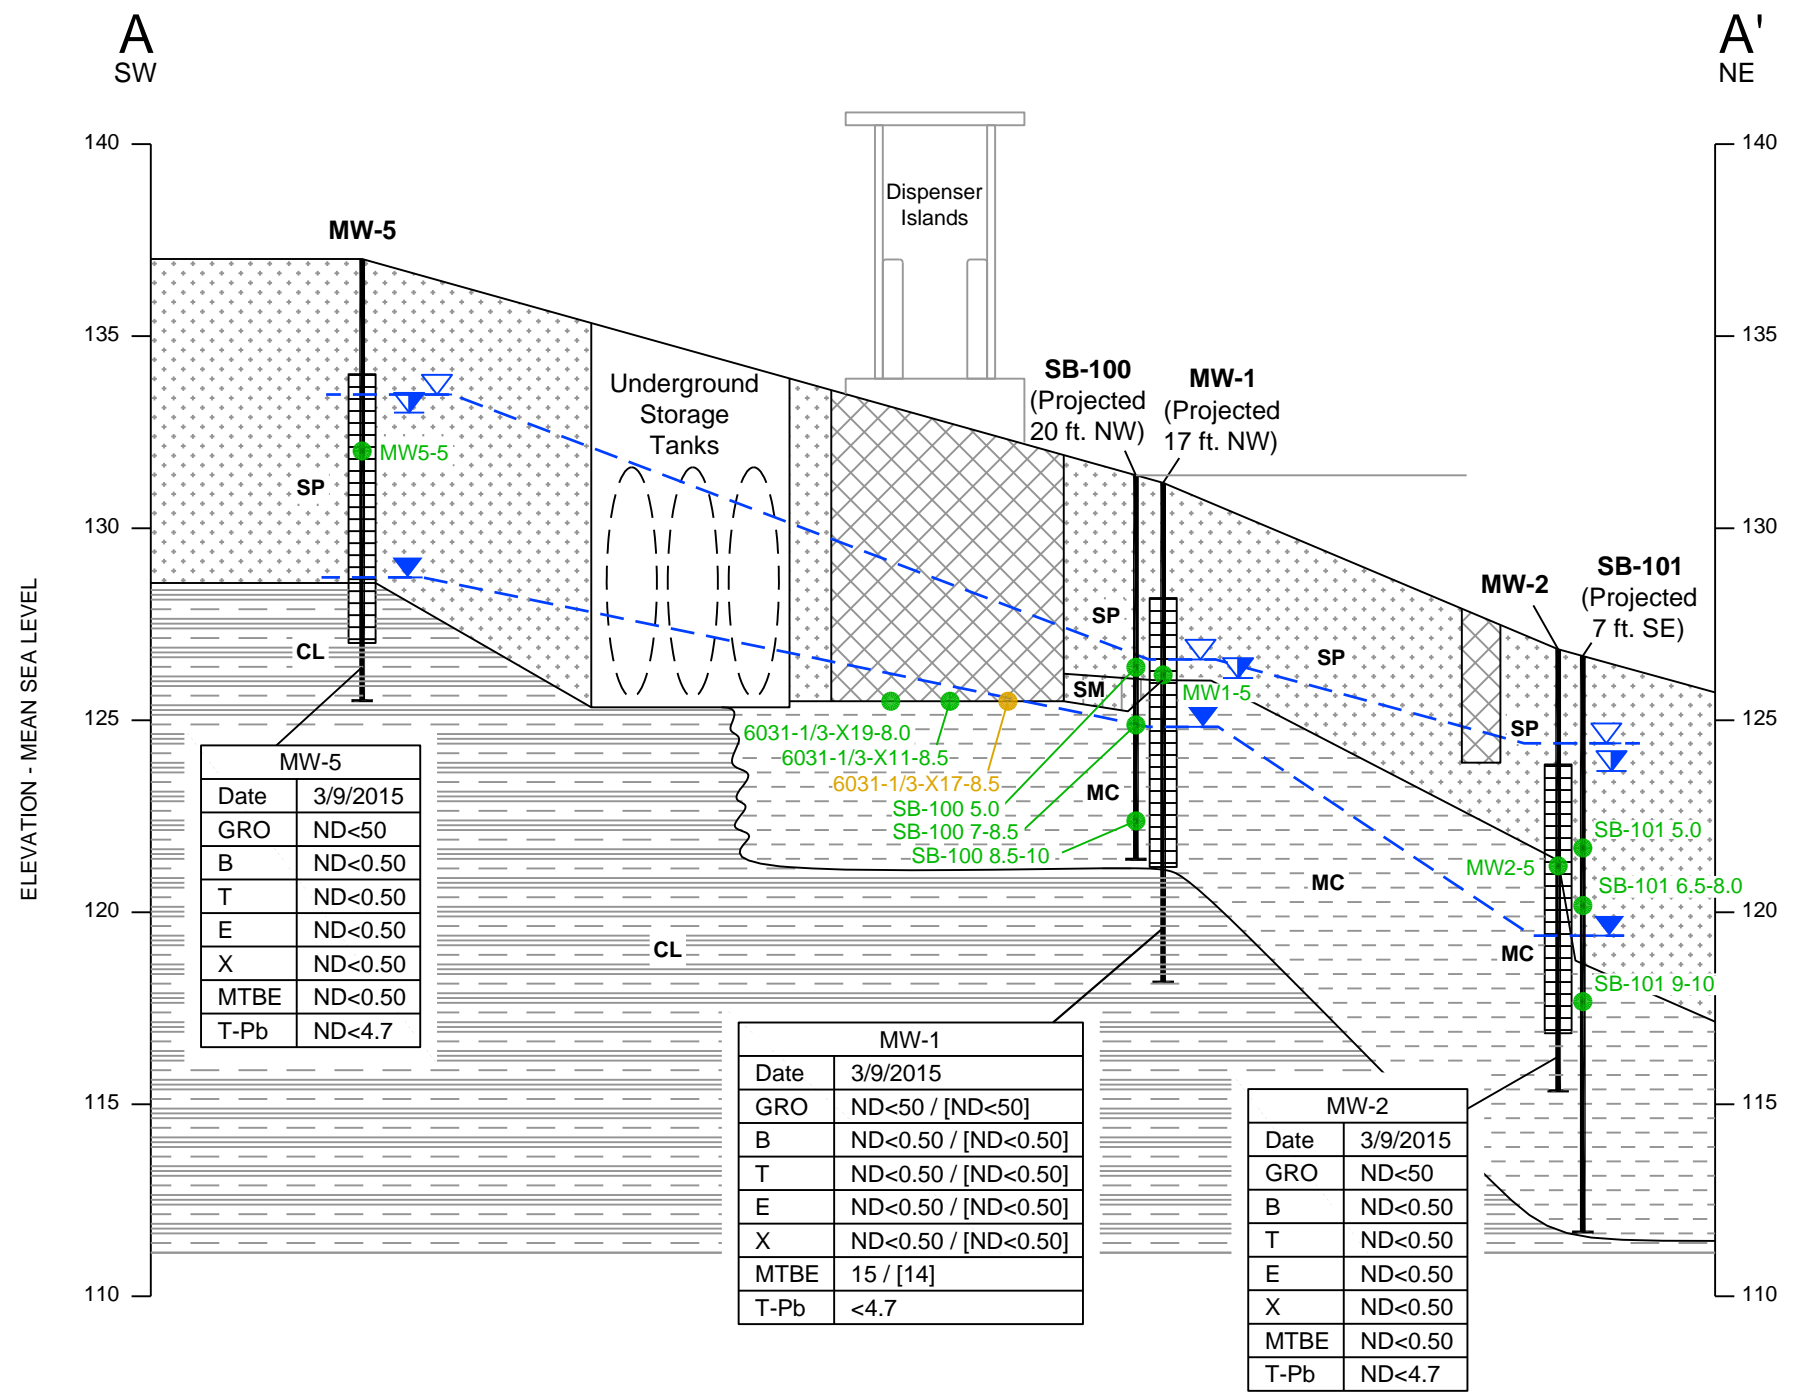 A
SW
A'
NE
140
140
Dispenser
Islands
MW-5
135
135
SB-100
(Projected
20 ft. NW)
MW-1
(Projected
17 ft. NW)
Underground
Storage
Tanks
MW5-5
SP
130
130
SB-101
(Projected
7 ft. SE)
MW-2
SP
SP
CL
SM
MW1-5
125
125
SP
6031-1/3-X19-8.0
6031-1/3-X11-8.5
6031-1/3-X17-8.5
MC
SB-100 5.0
SB-100 7-8.5
SB-100 8.5-10
SB-101 5.0
MW2-5
MC
SB-101 6.5-8.0
120
120
CL
MC
SB-101 9-10
115
115
110
110
ELEVATION - MEAN SEA LEVEL
MW-5
Date 3/9/2015
GRO ND<50
B ND<0.50
T ND<0.50
E ND<0.50
X ND<0.50
MTBE ND<0.50
T-Pb ND<4.7
MW-1
Date 3/9/2015
GRO ND<50 / [ND<50]
B ND<0.50 / [ND<0.50]
T ND<0.50 / [ND<0.50]
E ND<0.50 / [ND<0.50]
X ND<0.50 / [ND<0.50]
MTBE 15 / [14]
T-Pb <4.7
MW-2
Date 3/9/2015
GRO ND<50
B ND<0.50
T ND<0.50
E ND<0.50
X ND<0.50
MTBE ND<0.50
T-Pb ND<4.7